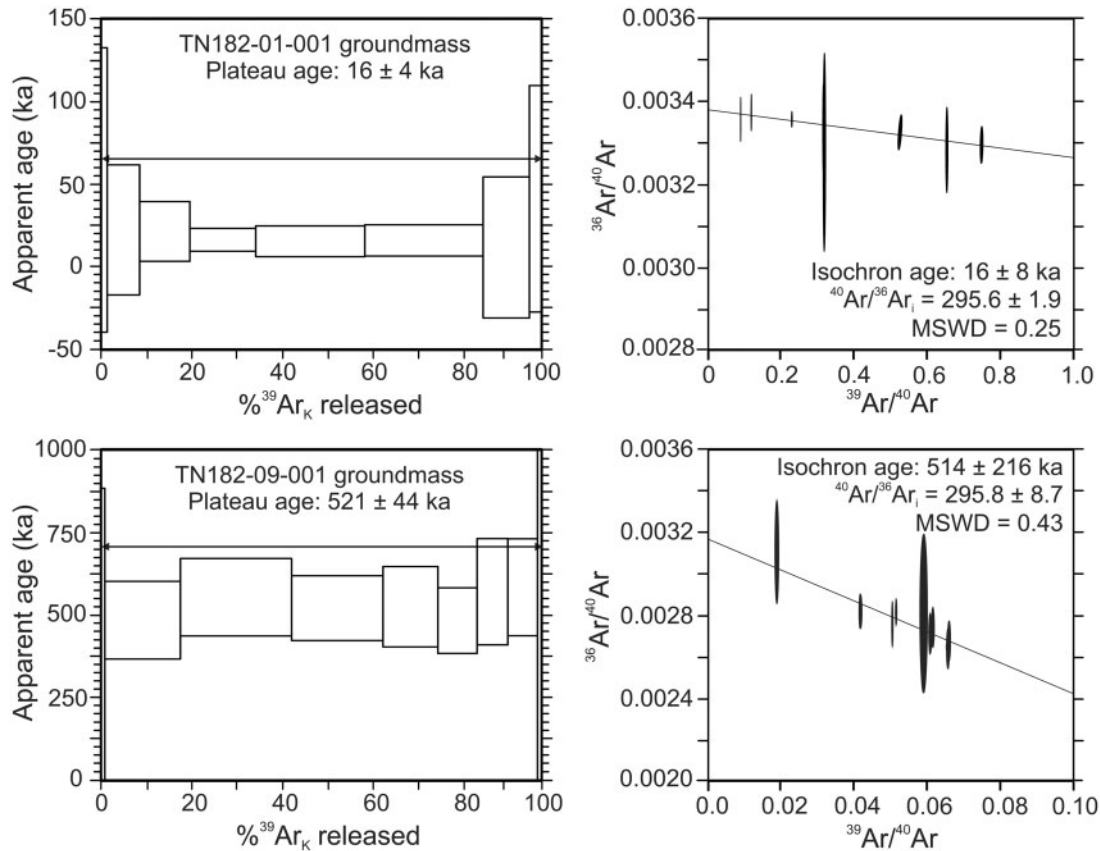 150
100
50
0
-50
Apparent age (ka)
TN182-01-001 groundmass
Plateau age: 16 ± 4 ka
0 20 40 60 80 100
%³⁹Ar_K released
0.0036
0.0034
0.0032
0.0030
0.0028
³⁶Ar/⁴⁰Ar
Isochron age: 16 ± 8 ka
⁴⁰Ar/³⁶Ar_i = 295.6 ± 1.9
MSWD = 0.25
0 0.2 0.4 0.6 0.8 1.0
³⁹Ar/⁴⁰Ar
1000
750
500
250
0
Apparent age (ka)
TN182-09-001 groundmass
Plateau age: 521 ± 44 ka
0 20 40 60 80 100
%³⁹Ar_K released
0.0036
0.0032
0.0028
0.0024
0.0020
³⁶Ar/⁴⁰Ar
Isochron age: 514 ± 216 ka
⁴⁰Ar/³⁶Ar_i = 295.8 ± 8.7
MSWD = 0.43
0.0 0.02 0.04 0.06 0.08 0.10
³⁹Ar/⁴⁰Ar